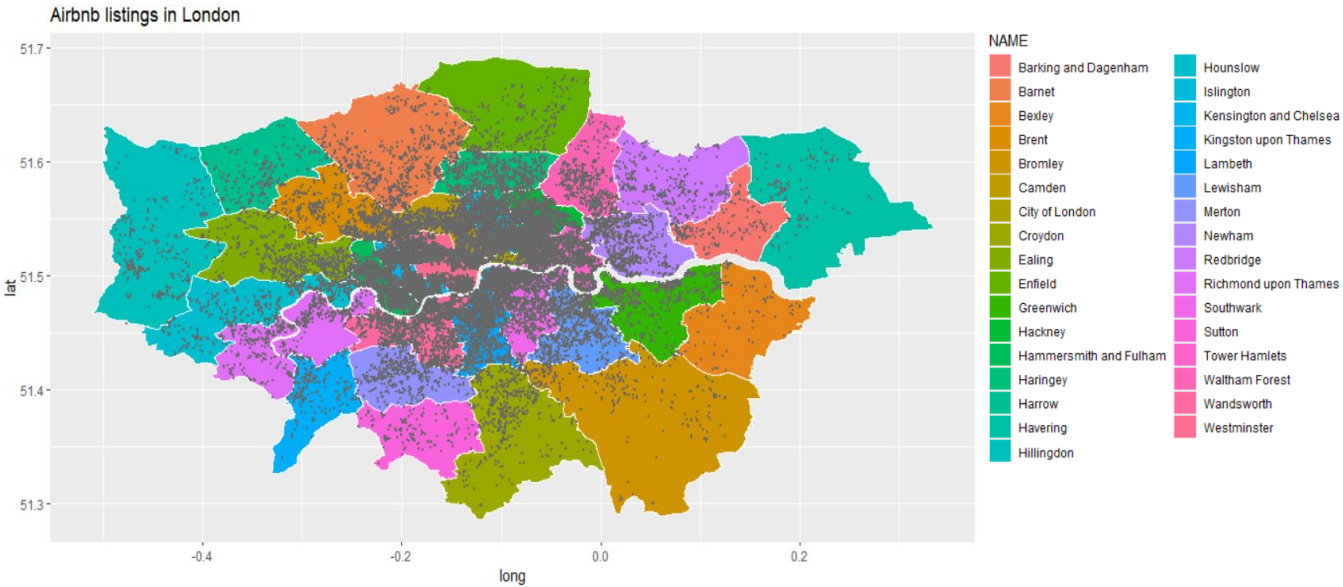 Airbnb listings in London
51.7
51.6
51.5
51.4
51.3
lat
-0.4
-0.2
0.0
0.2
long
NAME
Barking and Dagenham
Barnet
Bexley
Brent
Bromley
Camden
City of London
Croydon
Ealing
Enfield
Greenwich
Hackney
Hammersmith and Fulham
Haringey
Harrow
Havering
Hillingdon
Hounslow
Islington
Kensington and Chelsea
Kingston upon Thames
Lambeth
Lewisham
Merton
Newham
Redbridge
Richmond upon Thames
Southwark
Sutton
Tower Hamlets
Waltham Forest
Wandsworth
Westminster